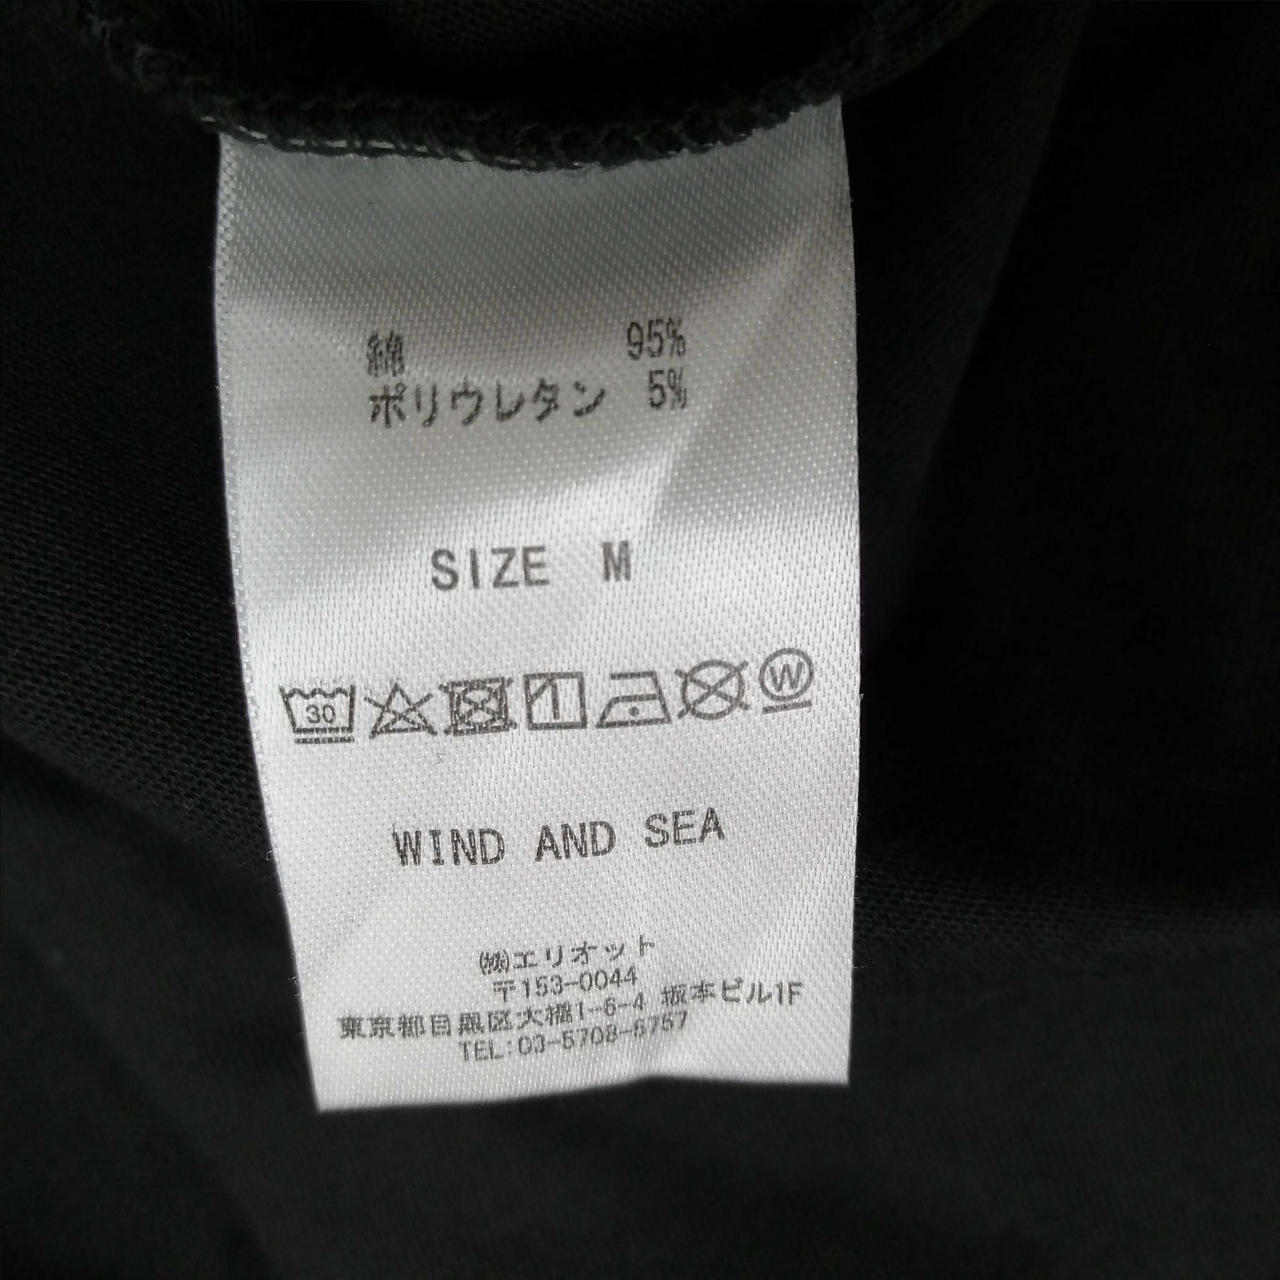 綿 95%
ポリウレタン 5%
SIZE M
30
W
WIND AND SEA
㈱エリオット
〒153-0044
東京都目黒区大橋1-6-4 坂本ビル1F
TEL:03-5708-5757